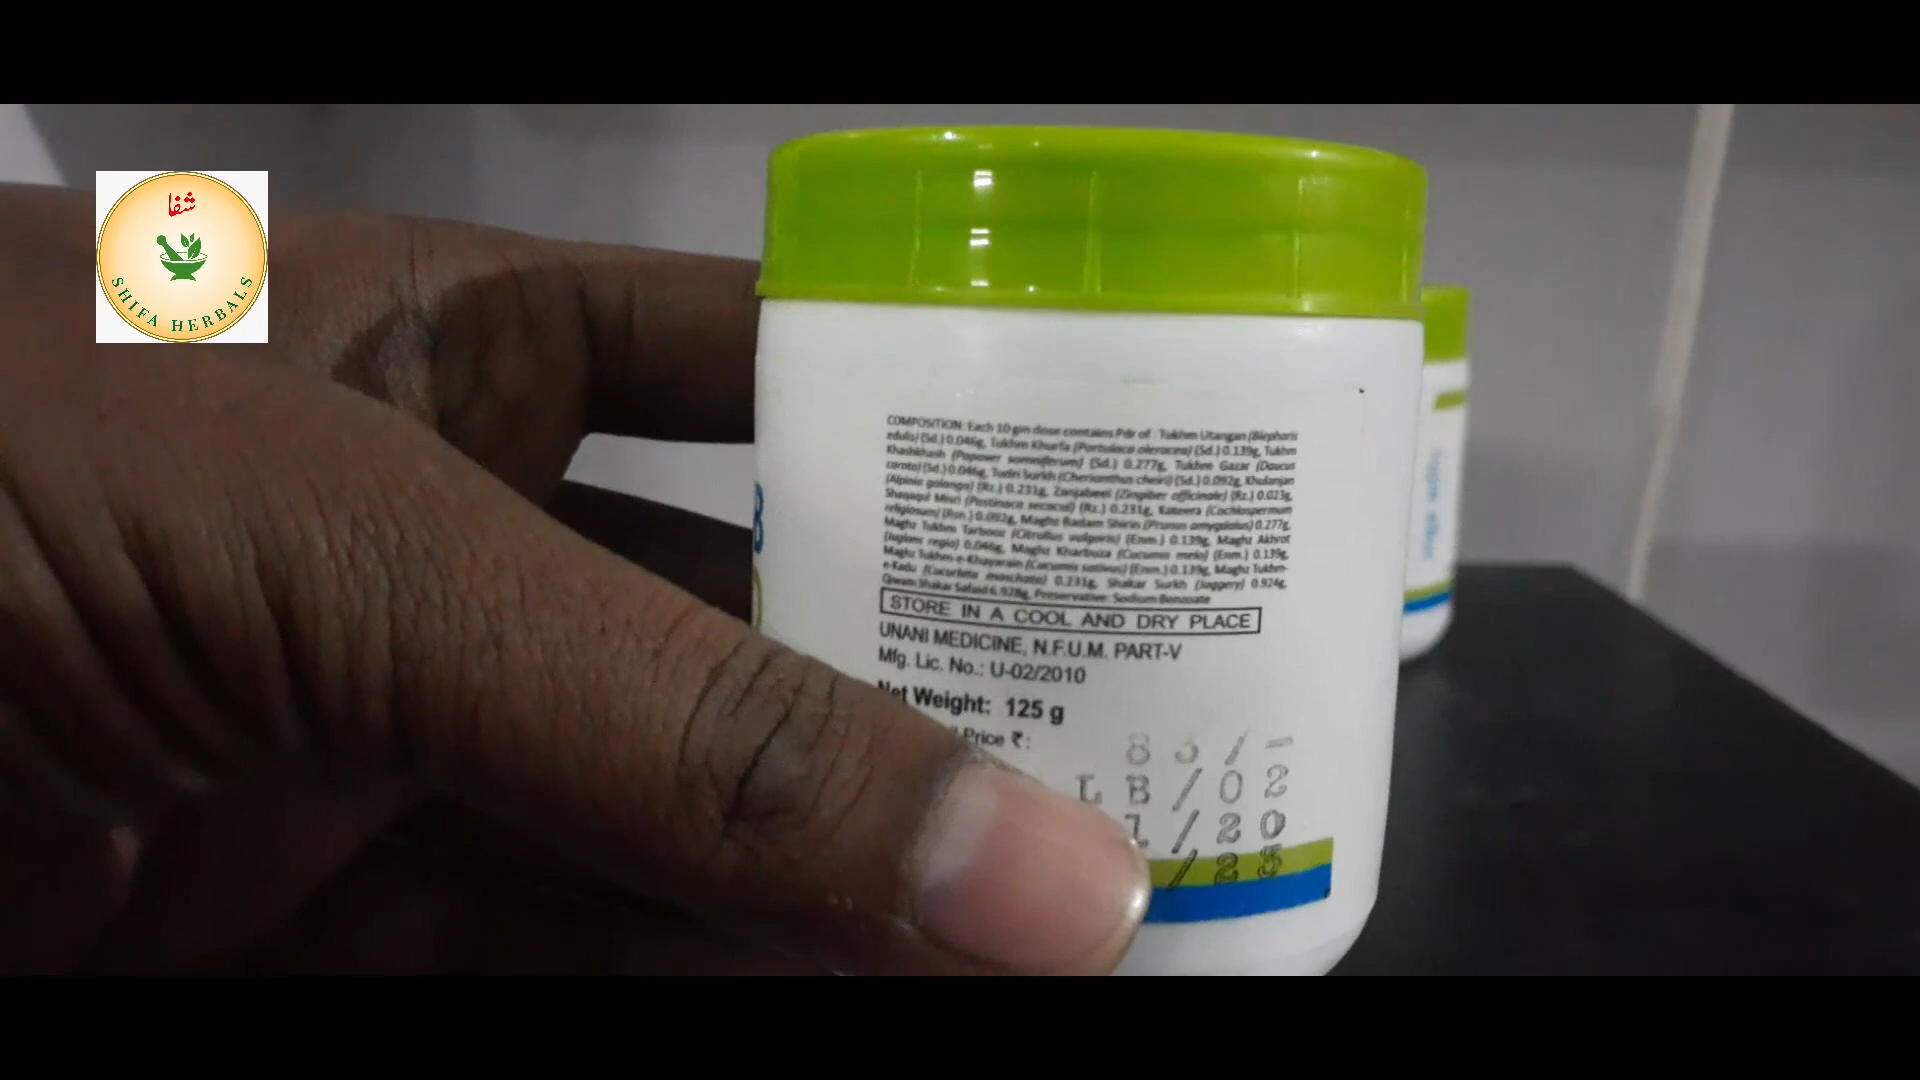 شفا
SHIFA HERBALS
COMPOSITION: Each 10 gm dose contains Pdr of : Tukhm Utangan (Blepharis
edulis) (Sd.) 0.046g, Tukhm Khurfa (Portulaca oleracea) (Sd.) 0.139g, Tukhm
Khashkhash (Papaver somniferum) (Sd.) 0.277g, Tukhm Gazar (Daucus
carota) (Sd.) 0.046g, Tudri Surkh (Cheiranthus cheiri) (Sd.) 0.092g, Khulanjan
(Alpinia galanga) (Rz.) 0.231g, Zanjabeel (Zingiber officinale) (Rz.) 0.023g,
Shaqaqul Misri (Pastinaca secacul) (Rz.) 0.231g, Kateera (Cochlospermum
religiosum) (Rsn.) 0.092g, Maghz Badam Shirin (Prunus amygdalus) 0.277g,
Maghz Tukhm Tarbooz (Citrullus vulgaris) (Enm.) 0.139g, Maghz Akhrot
(Juglans regia) 0.046g, Maghz Kharbuza (Cucumis melo) (Enm.) 0.139g,
Maghz Tukhm-e-Khayarain (Cucumis sativus) (Enm.) 0.139g, Maghz Tukhm-
e-Kadu (Cucurbita moschata) 0.231g, Shakar Surkh (Jaggery) 0.924g,
Qiwam Shakar Safaid 6.928g, Preservative: Sodium Benzoate
STORE IN A COOL AND DRY PLACE
UNANI MEDICINE, N.F.U.M. PART-V
Mfg. Lic. No.: U-02/2010
Net Weight: 125 g
Price ₹:
/-
LB/02
1/20
/23
B